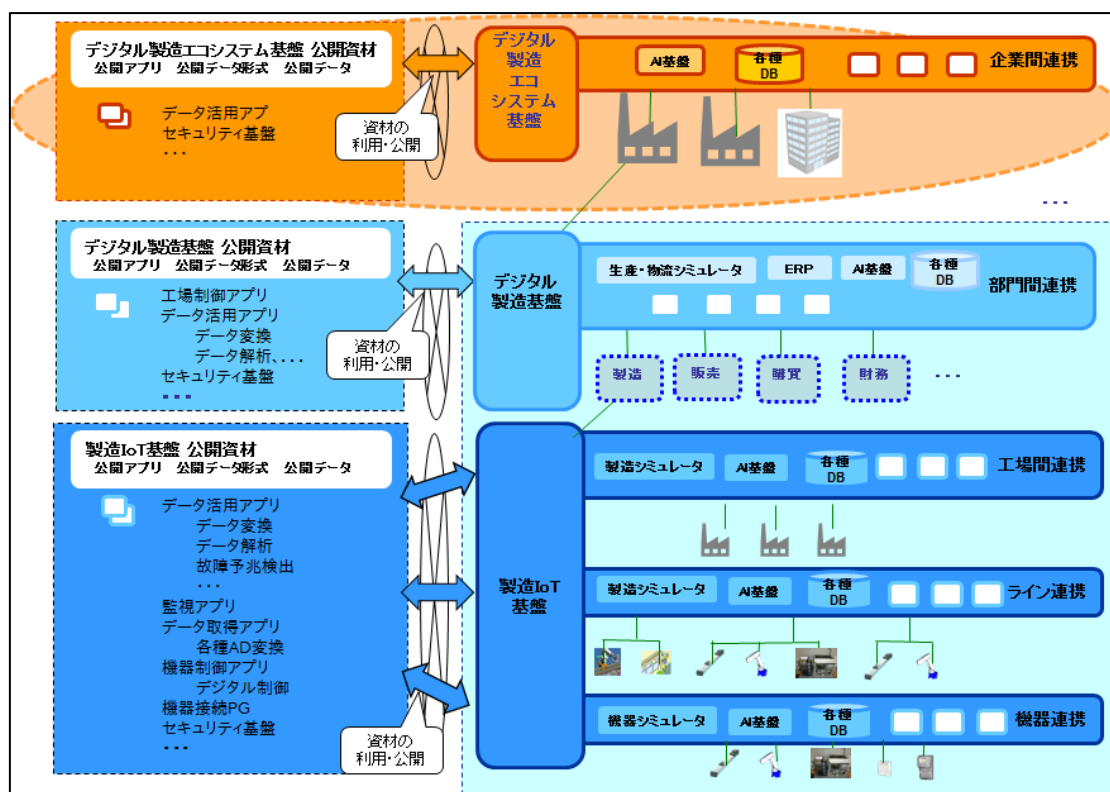 デジタル製造エコシステム基盤 公開資材
公開アプリ 公開データ形式 公開データ
データ活用アプ
セキュリティ基盤
・・・
資材の
利用・公開
デジタル
製造
エコ
システム
基盤
AI基盤
各種
DB
企業間連携
・・・
デジタル製造基盤 公開資材
公開アプリ 公開データ形式 公開データ
工場制御アプリ
データ活用アプリ
データ変換
データ解析、・・・
セキュリティ基盤
・・・
資材の
利用・公開
デジタル
製造基盤
生産・物流シミュレータ
ERP
AI基盤
各種
DB
部門間連携
製造
販売
購買
財務
・・・
製造IoT基盤 公開資材
公開アプリ 公開データ形式 公開データ
データ活用アプリ
データ変換
データ解析
故障予兆検出
・・・
監視アプリ
データ取得アプリ
各種AD変換
機器制御アプリ
デジタル制御
機器接続PG
セキュリティ基盤
・・・
資材の
利用・公開
製造IoT
基盤
製造シミュレータ
AI基盤
各種
DB
工場間連携
製造シミュレータ
AI基盤
各種
DB
ライン連携
機器シミュレータ
AI基盤
各種
DB
機器連携